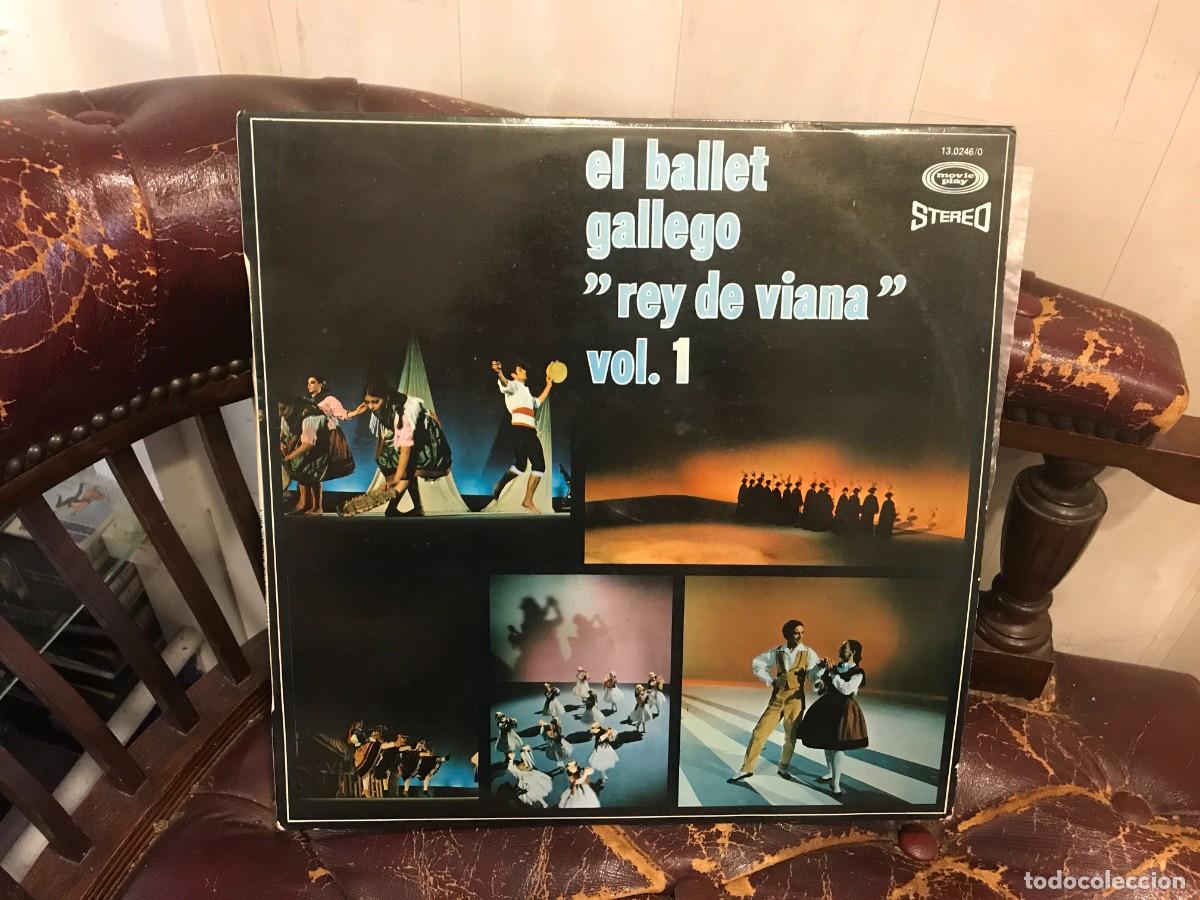 el ballet
gallego
”rey de viana”
vol. 1
13.0246/0
movie
play
STEREO
todocoleccion